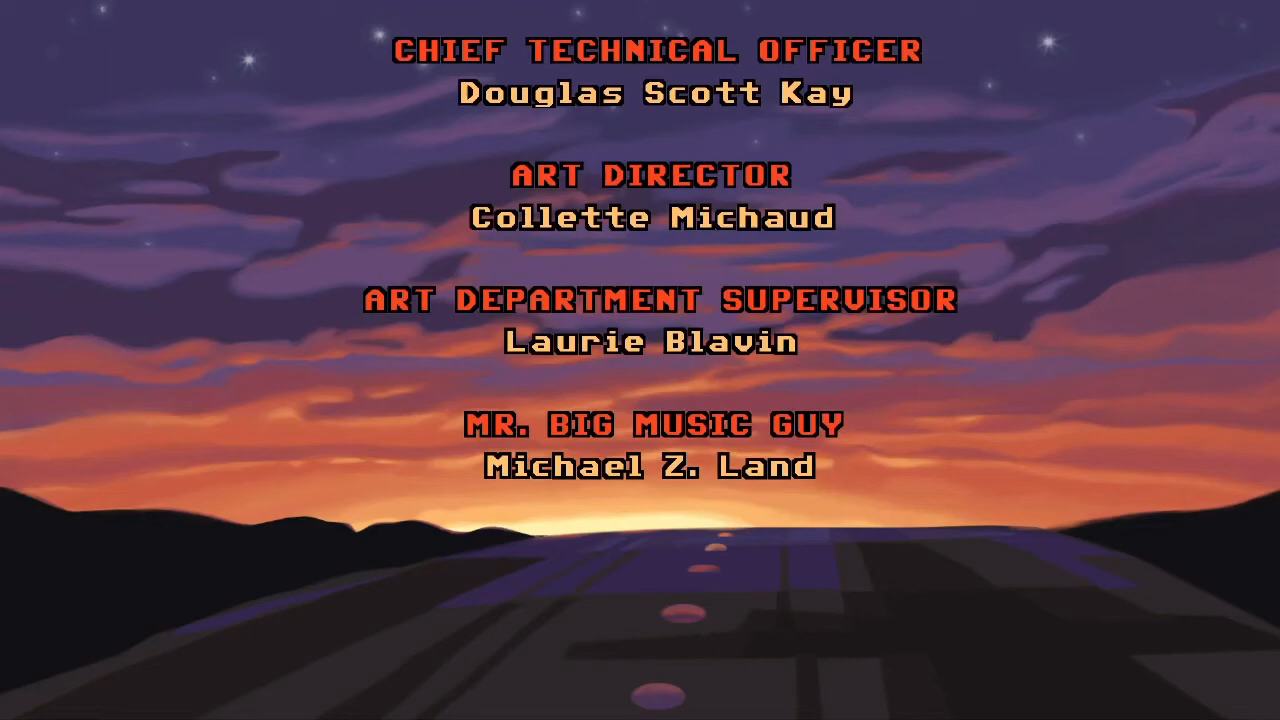 CHIEF TECHNICAL OFFICER
Douglas Scott Kay
ART DIRECTOR
Collette Michaud
ART DEPARTMENT SUPERVISOR
Laurie Blavin
MR. BIG MUSIC GUY
Michael Z. Land